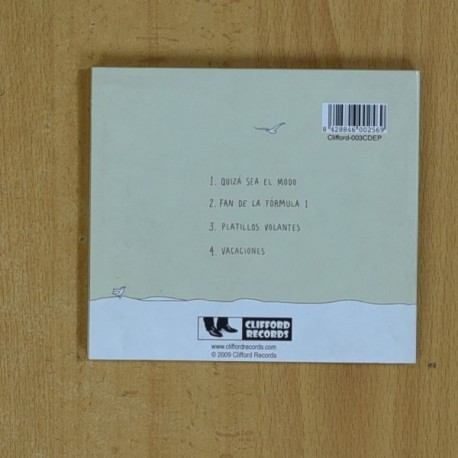 8 428846 002569
Clifford-003CDEP
1. QUIZÁ SEA EL MODO
2. FAN DE LA FÓRMULA 1
3. PLATILLOS VOLANTES
4. VACACIONES
CLIFFORD
RECORDS
www.cliffordrecords.com
© 2009 Clifford Records